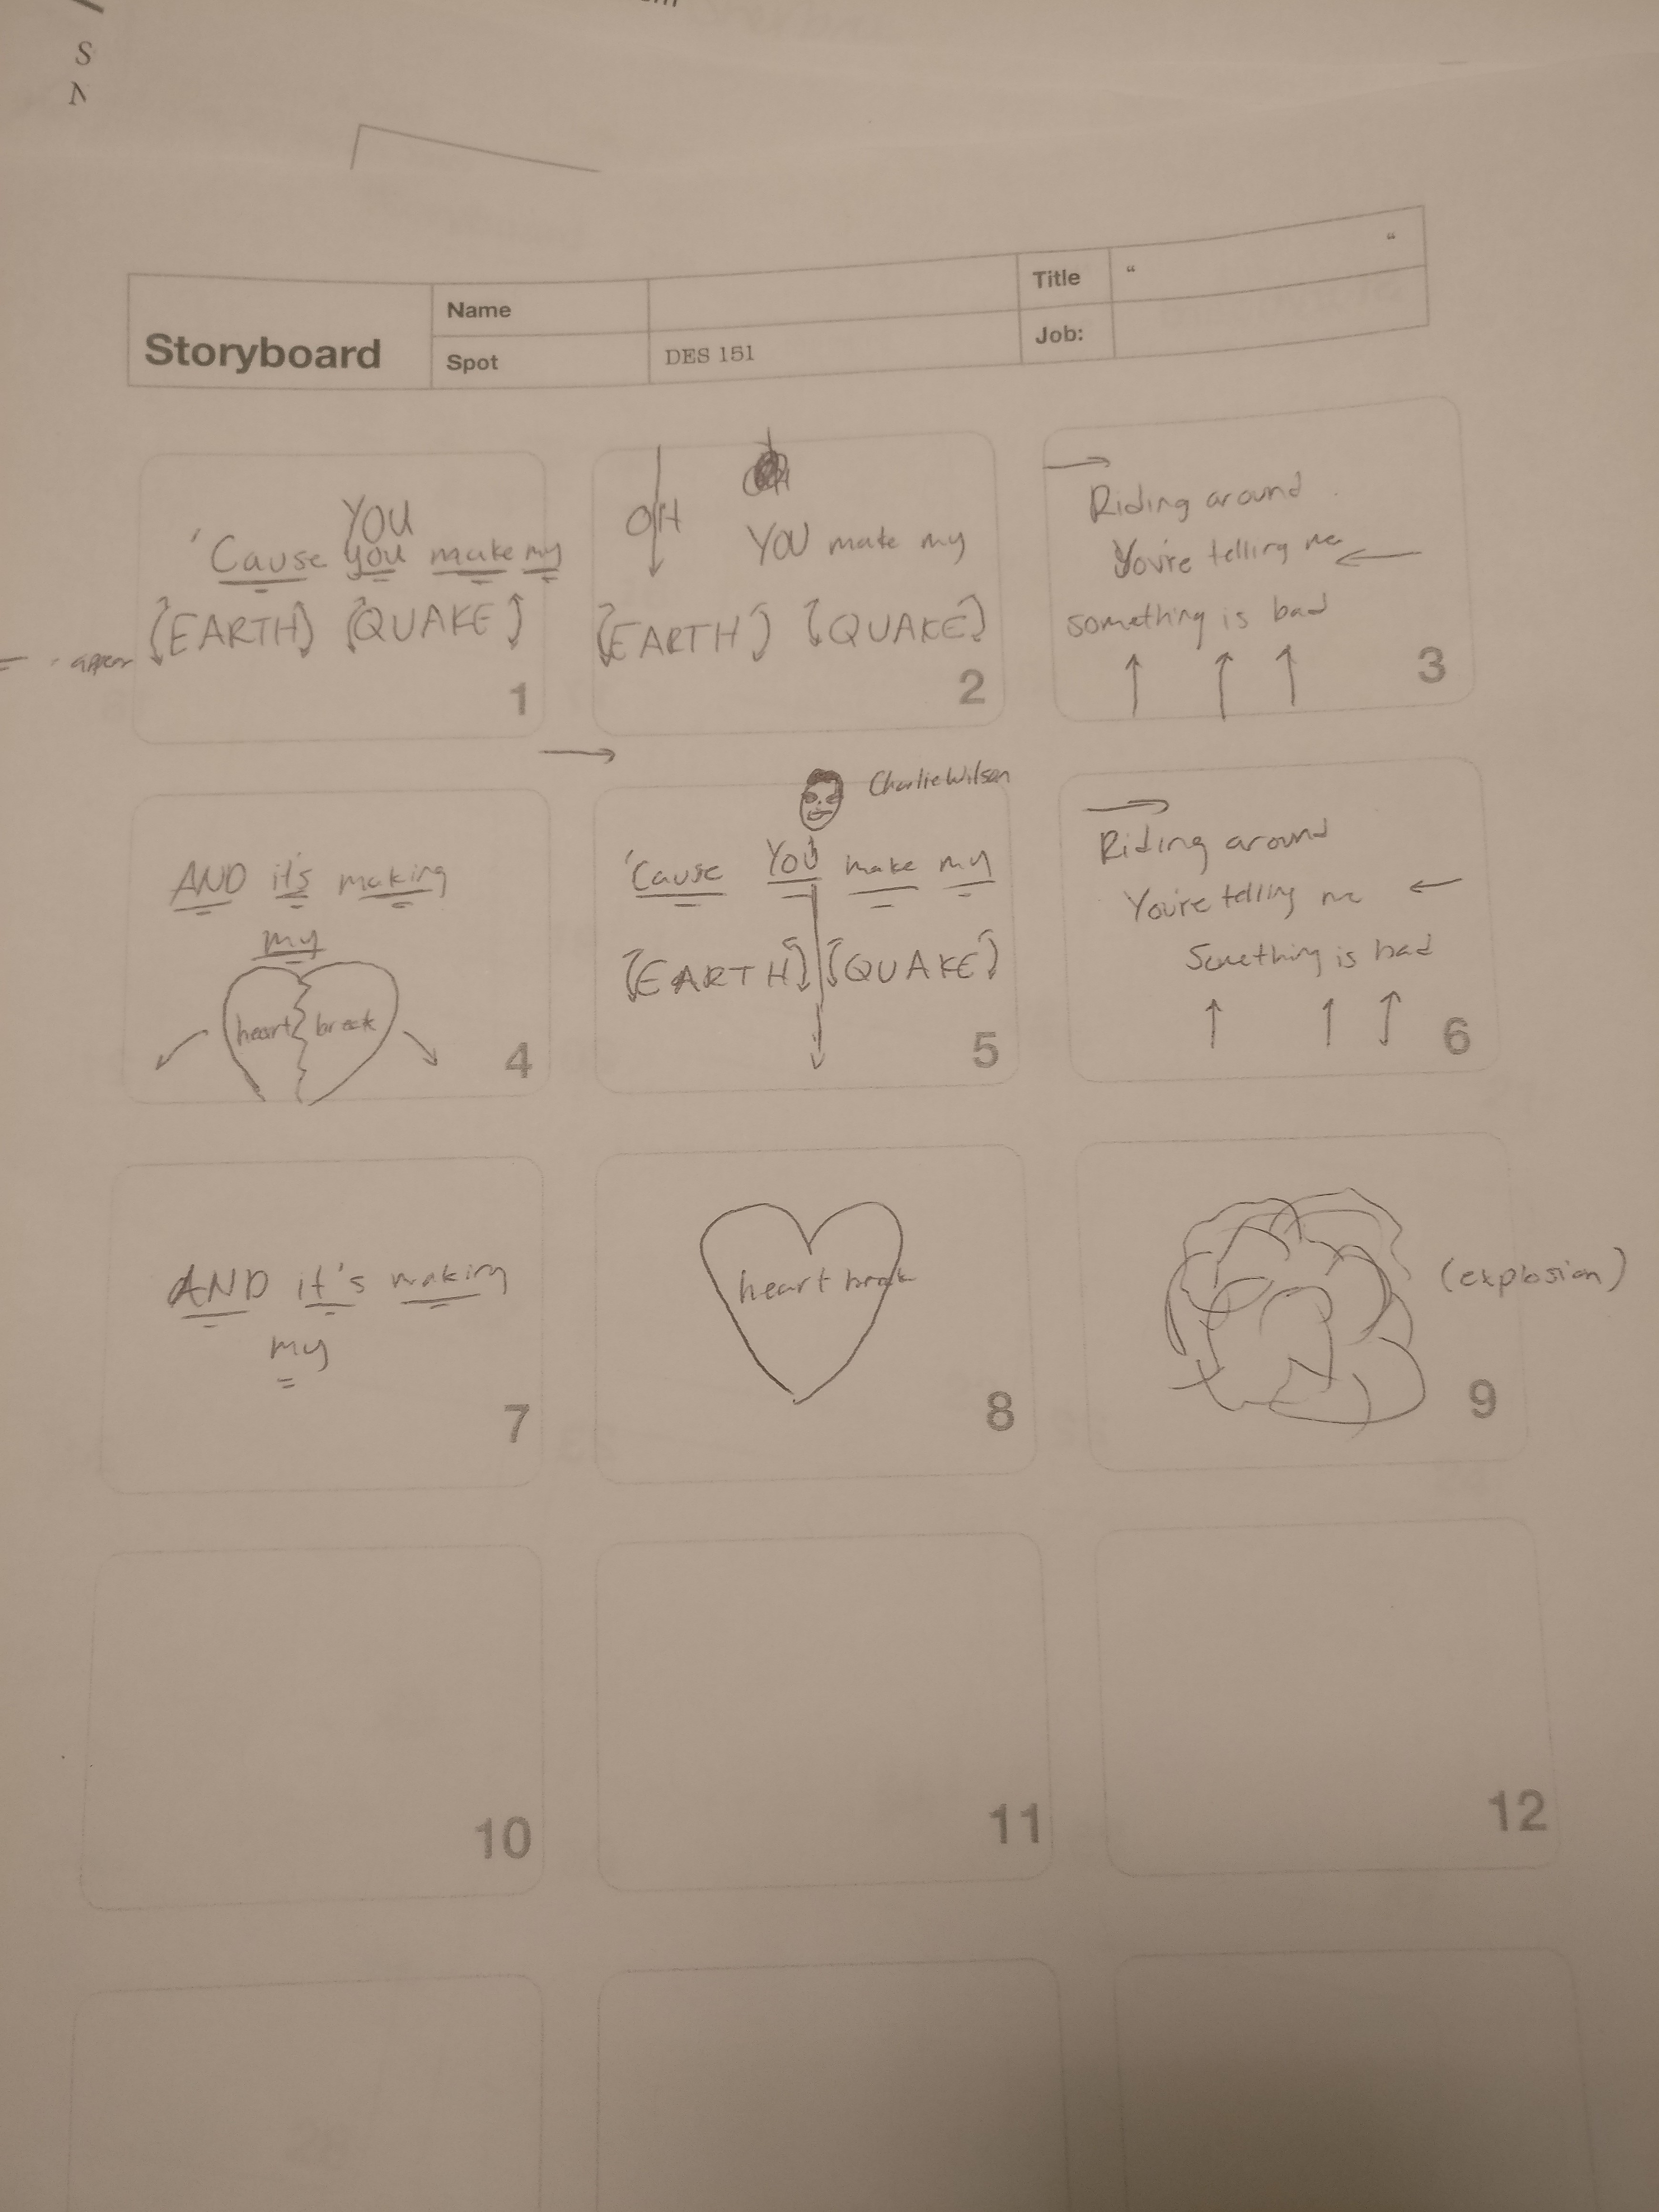 S
N
Storyboard
Name
Title “ “
Spot DES 151
Job:
YOU
'Cause you make my
EARTH QUAKE
= - appear
1
OH
OH
YOU make my
EARTH QUAKE
2
Riding around
You're telling me
something is bad
3
AND it's making
my
heart break
4
Charlie Wilson
'Cause YOU make my
EARTH QUAKE
5
Riding around
You're telling me
Something is bad
6
AND it's making
my
7
heart break
8
(explosion)
9
10
11
12